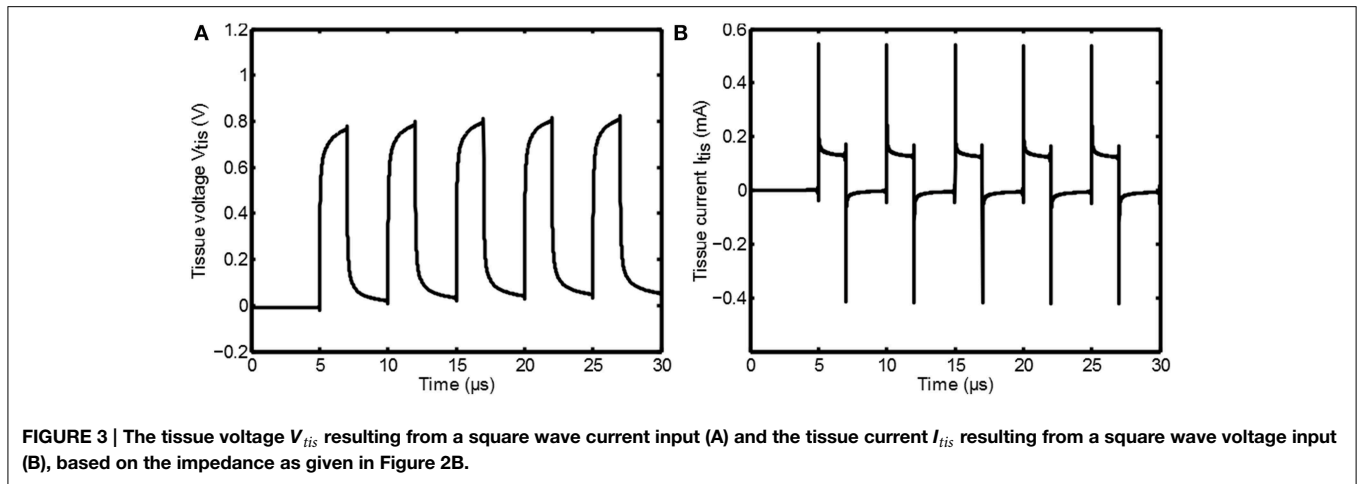 A
Tissue voltage Vtis (V)
1.2
1
0.8
0.6
0.4
0.2
0
−0.2
0 5 10 15 20 25 30
Time (µs)
B
Tissue current Itis (mA)
0.6
0.4
0.2
0
−0.2
−0.4
0 5 10 15 20 25 30
Time (µs)
FIGURE 3 | The tissue voltage Vtis resulting from a square wave current input (A) and the tissue current Itis resulting from a square wave voltage input
(B), based on the impedance as given in Figure 2B.